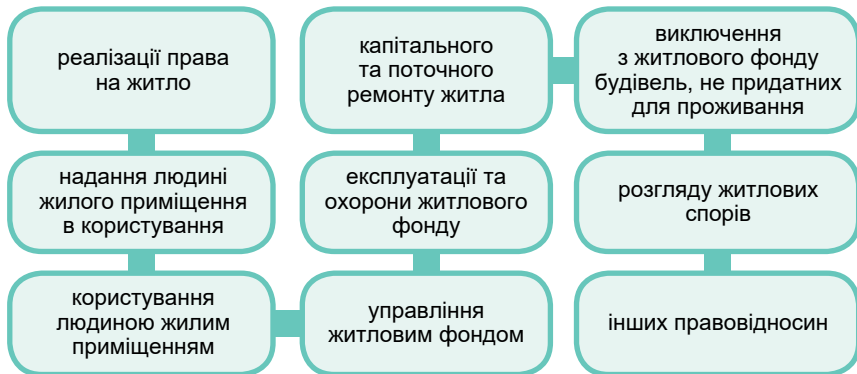 реалізації права
на житло
надання людині
жилого приміщення
в користування
користування
людиною жилим
приміщенням
управління
житловим фондом
експлуатації та
охорони житлового
фонду
капітального
та поточного
ремонту житла
виключення
з житлового фонду
будівель, не придатних
для проживання
розгляду житлових
спорів
інших правовідносин